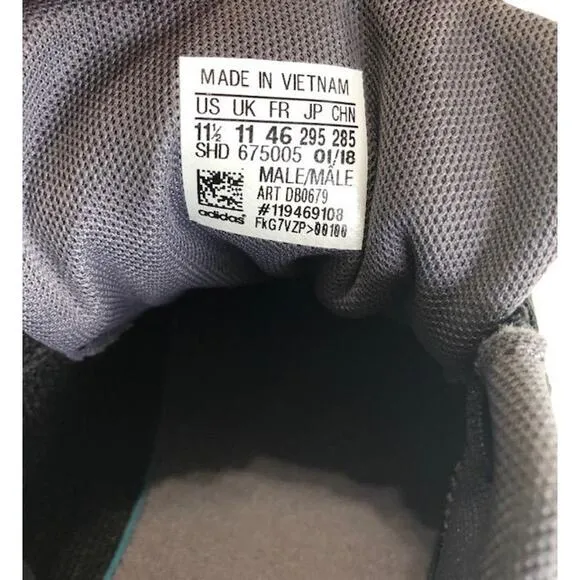 MADE IN VIETNAM
US UK FR JP CHN
11½ 11 46 295 285
SHD 675005 01/18
MALE/MÂLE
ART DB0679
#119469108
FkG7VZP>00100
adidas